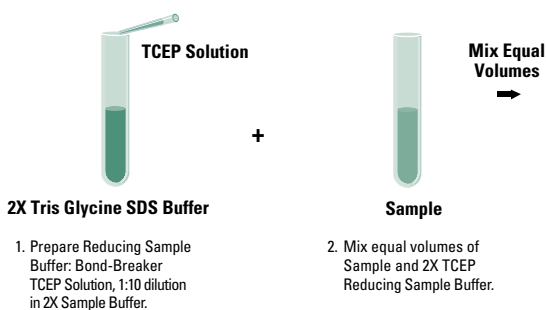 TCEP Solution
Mix Equal
Volumes
+
2X Tris Glycine SDS Buffer
Sample
1. Prepare Reducing Sample
Buffer: Bond-Breaker
TCEP Solution, 1:10 dilution
in 2X Sample Buffer.
2. Mix equal volumes of
Sample and 2X TCEP
Reducing Sample Buffer.